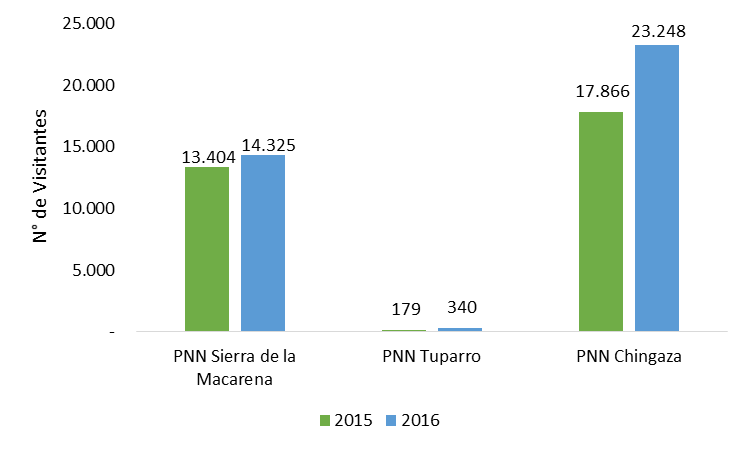 25.000
20.000
15.000
10.000
5.000
-
N° de Visitantes
13.404
14.325
179
340
17.866
23.248
PNN Sierra de la
Macarena
PNN Tuparro
PNN Chingaza
2015
2016